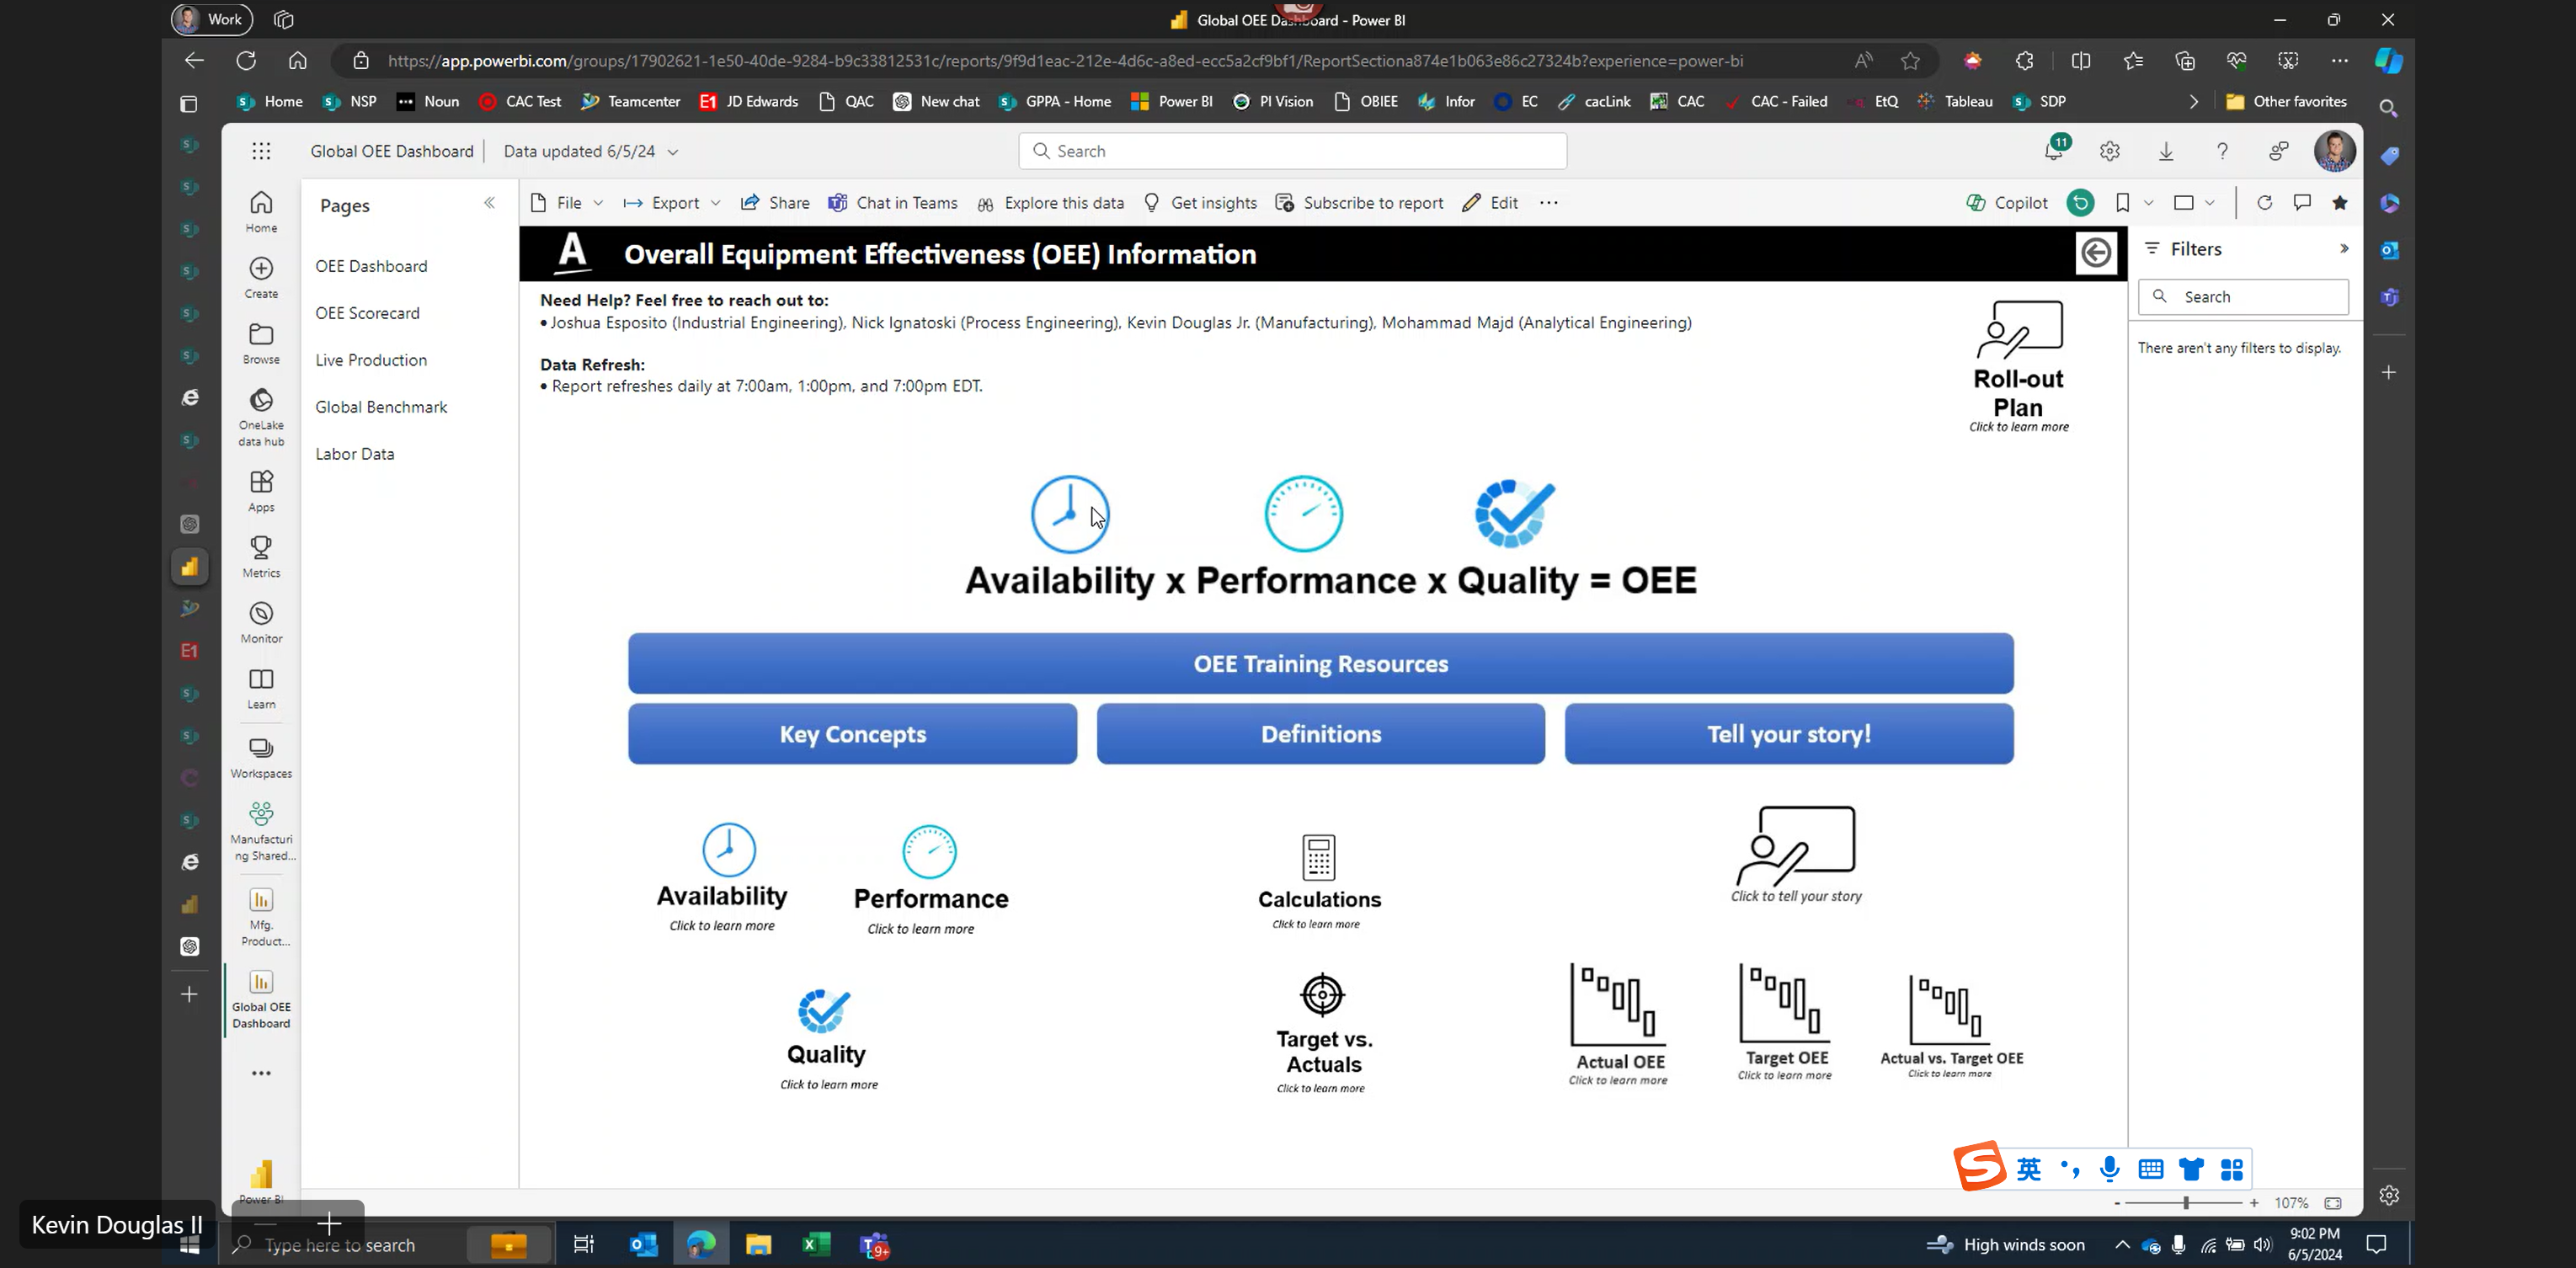 Work
Global OEE Dashboard - Power BI
https://app.powerbi.com/groups/17902621-1e50-40de-9284-b9c33812531c/reports/9f9d1eac-212e-4d6c-a8ed-ecc5a2cf9bf1/ReportSectiona874e1b063e86c27324b?experience=power-bi
Home NSP Noun CAC Test Teamcenter JD Edwards QAC New chat GPPA - Home Power BI PI Vision OBIEE Infor EC cacLink CAC CAC - Failed EtQ Tableau SDP Other favorites
Global OEE Dashboard Data updated 6/5/24 Search 11
File Export Share Chat in Teams Explore this data Get insights Subscribe to report Edit Copilot
Home
Create
Browse
OneLake
data hub
Apps
Metrics
Monitor
Learn
Workspaces
Manufacturi
ng Shared...
Mfg.
Product...
Global OEE
Dashboard
Power BI
Pages
OEE Dashboard
OEE Scorecard
Live Production
Global Benchmark
Labor Data
A Overall Equipment Effectiveness (OEE) Information
Need Help? Feel free to reach out to:
• Joshua Esposito (Industrial Engineering), Nick Ignatoski (Process Engineering), Kevin Douglas Jr. (Manufacturing), Mohammad Majd (Analytical Engineering)
Data Refresh:
• Report refreshes daily at 7:00am, 1:00pm, and 7:00pm EDT.
Roll-out
Plan
Click to learn more
Availability x Performance x Quality = OEE
OEE Training Resources
Key Concepts
Definitions
Tell your story!
Availability
Click to learn more
Performance
Click to learn more
Quality
Click to learn more
Calculations
Click to learn more
Target vs.
Actuals
Click to learn more
Click to tell your story
Actual OEE
Click to learn more
Target OEE
Click to learn more
Actual vs. Target OEE
Click to learn more
Filters
Search
There aren't any filters to display.
E1
S 英
- + 107%
Kevin Douglas II
Type here to search
9+
High winds soon
9:02 PM
6/5/2024